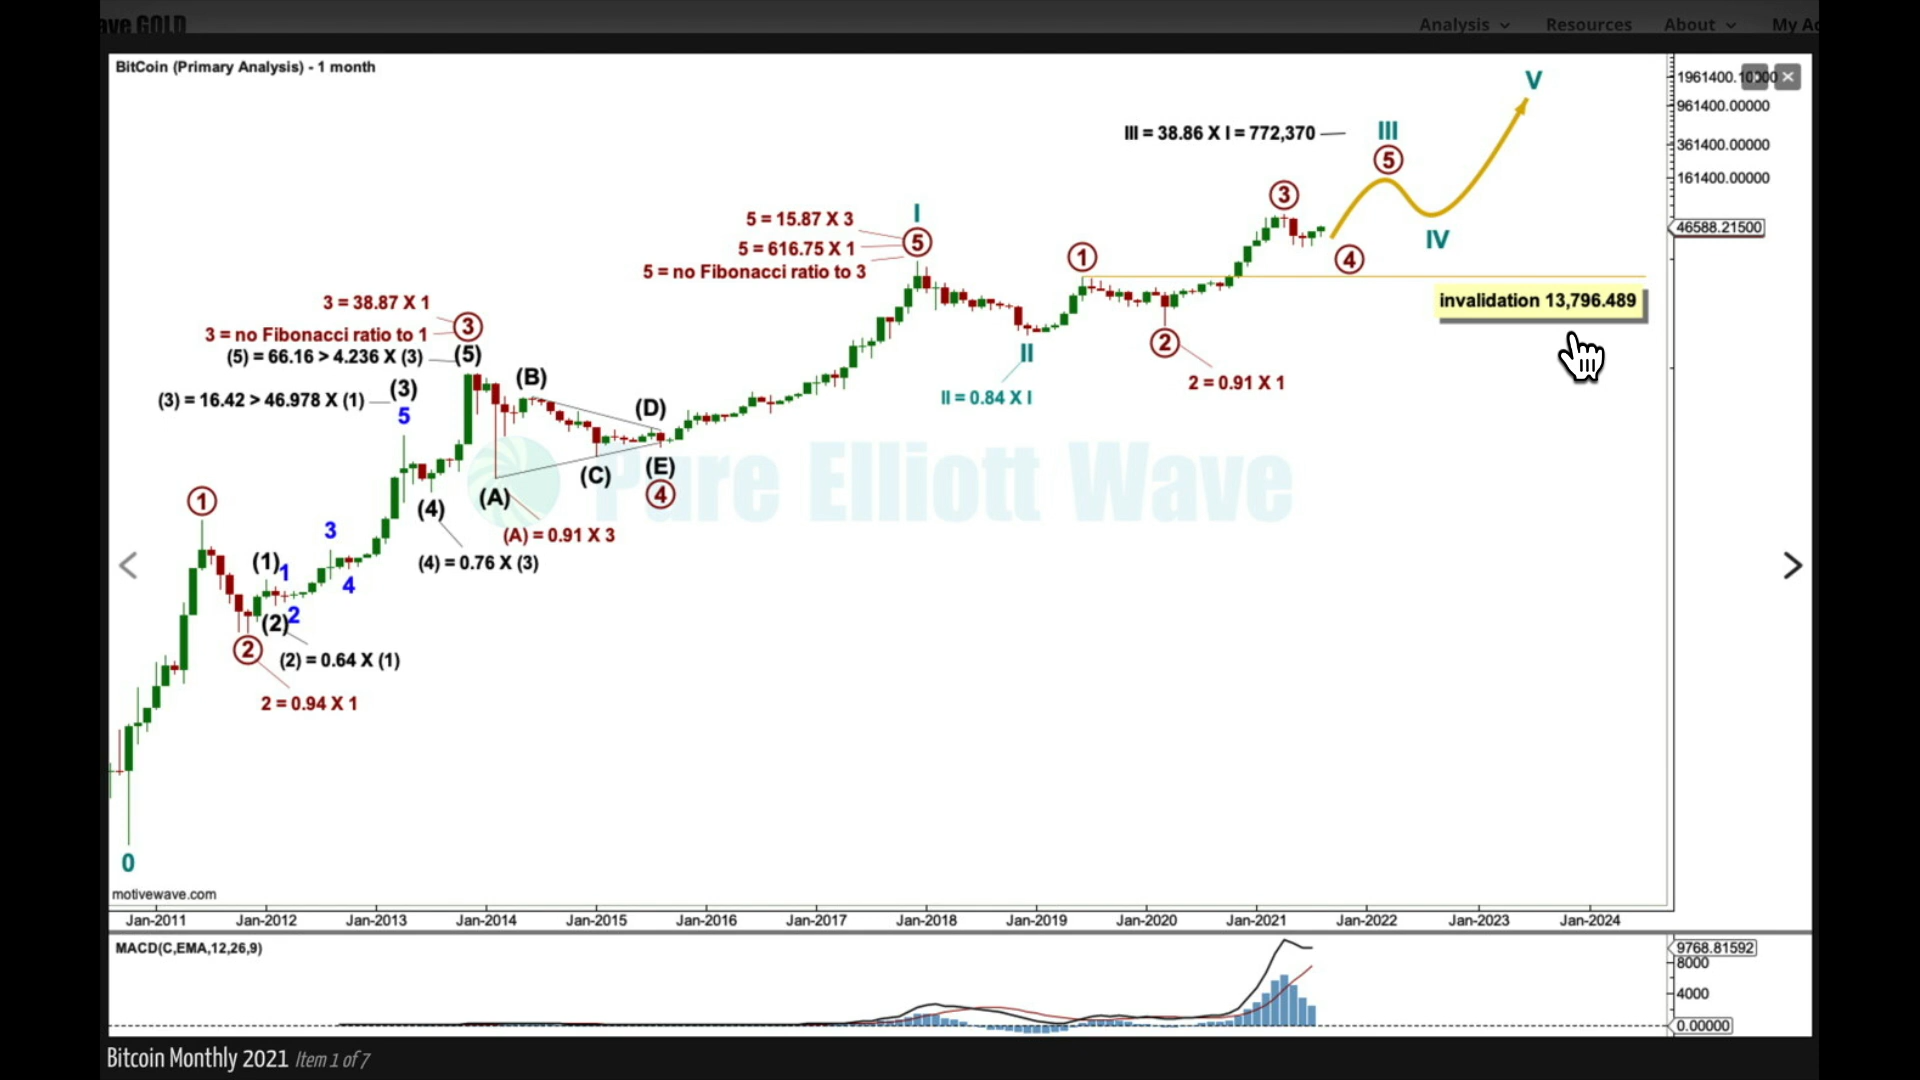 ave GOLD
Analysis
Resources
About
My Ac
BitCoin (Primary Analysis) - 1 month
V
III = 38.86 X I = 772,370
III
5
3
IV
4
invalidation 13,796.489
1
2
2 = 0.91 X 1
I
5
5 = 15.87 X 3
5 = 616.75 X 1
5 = no Fibonacci ratio to 3
II
II = 0.84 X I
3 = 38.87 X 1
3 = no Fibonacci ratio to 1
3
(5) = 66.16 > 4.236 X (3)
(5)
(3) = 16.42 > 46.978 X (1)
(3)
5
(B)
(D)
(A)
(C)
(E)
4
(A) = 0.91 X 3
(4)
(4) = 0.76 X (3)
1
3
(1)
1
4
(2)
2
2
(2) = 0.64 X (1)
2 = 0.94 X 1
0
Pure Elliott Wave
motivewave.com
961400.00000
361400.00000
161400.00000
46588.21500
Jan-2011
Jan-2012
Jan-2013
Jan-2014
Jan-2015
Jan-2016
Jan-2017
Jan-2018
Jan-2019
Jan-2020
Jan-2021
Jan-2022
Jan-2023
Jan-2024
MACD(C,EMA,12,26,9)
9768.81592
8000
4000
0.00000
Bitcoin Monthly 2021 Item 1 of 7